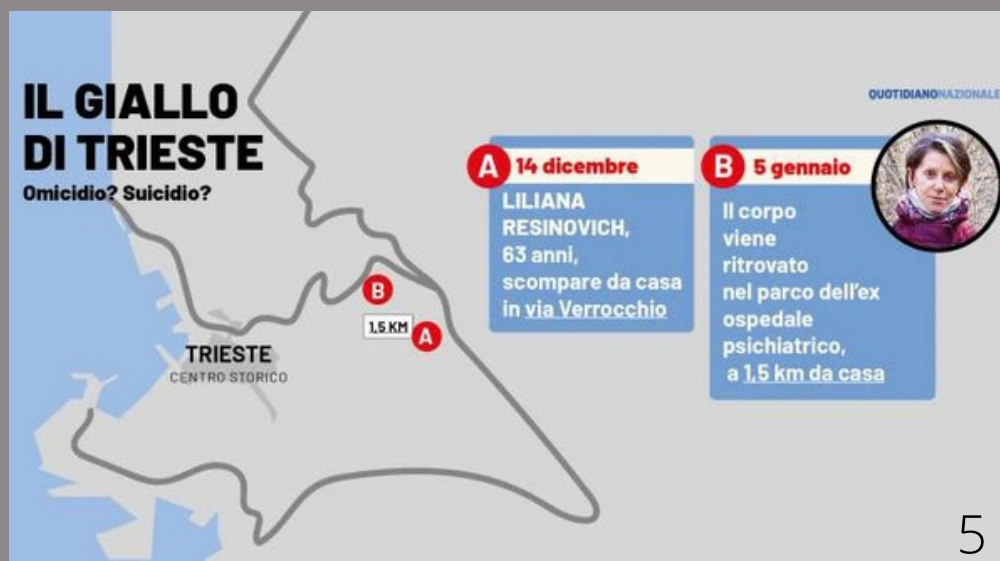 IL GIALLO
DI TRIESTE
Omicidio? Suicidio?
QUOTIDIANONAZIONALE
A 14 dicembre
LILIANA
RESINOVICH,
63 anni,
scompare da casa
in via Verrocchio
B 5 gennaio
Il corpo
viene
ritrovato
nel parco dell'ex
ospedale
psichiatrico,
a 1,5 km da casa
B
1,5 KM
A
TRIESTE
CENTRO STORICO
5